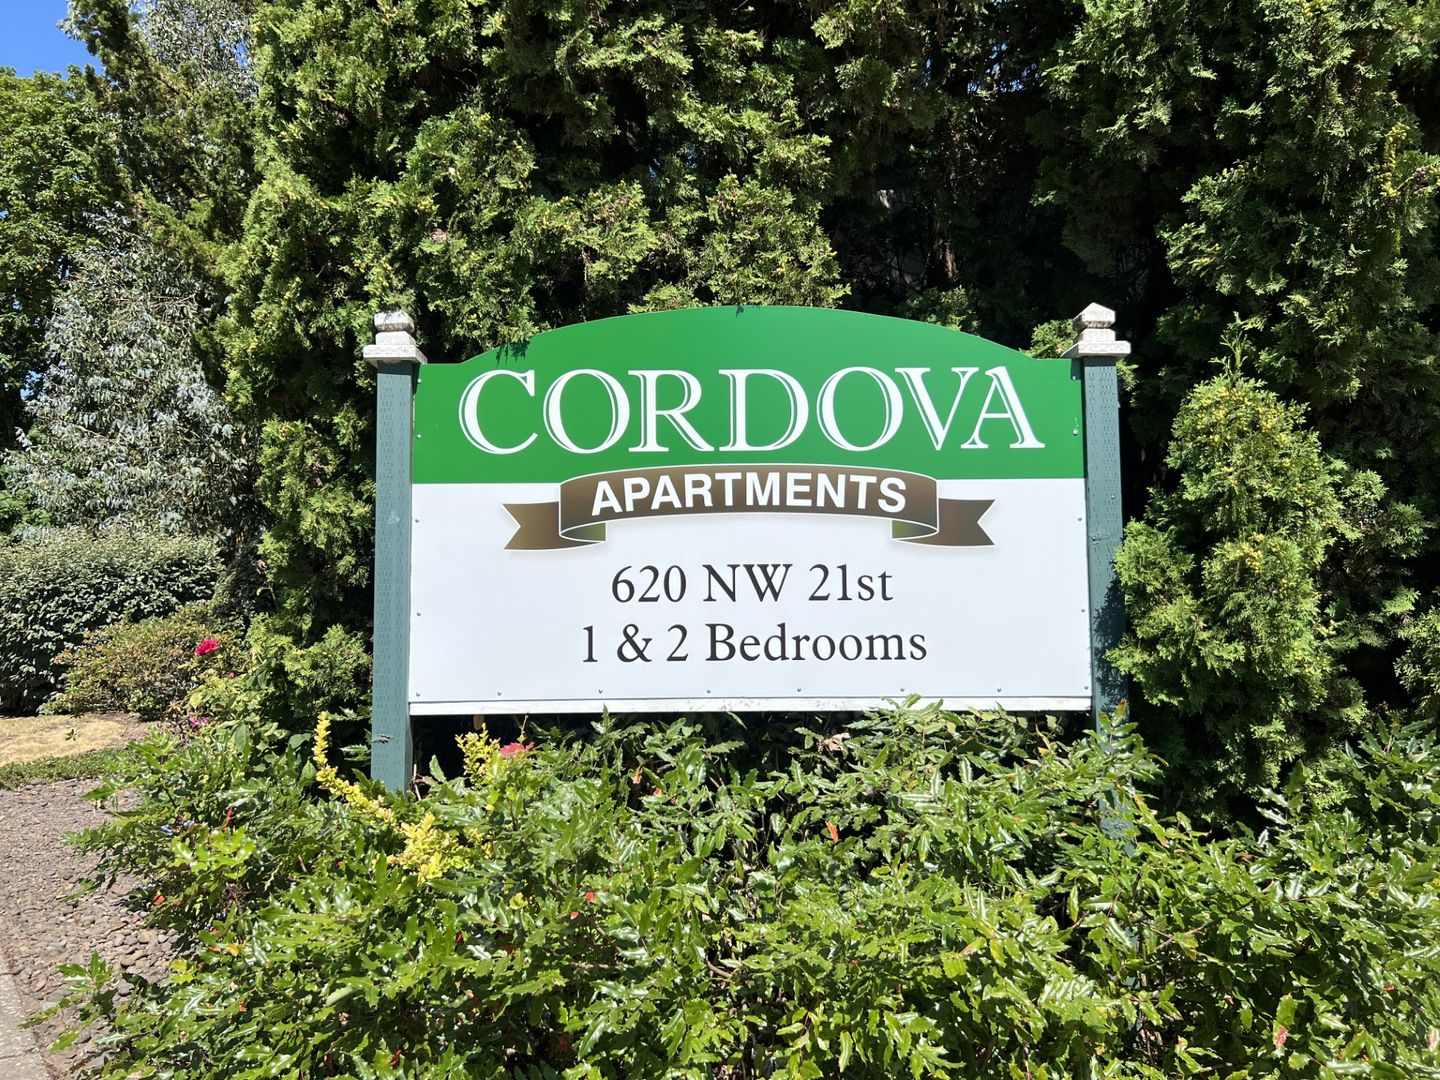 CORDOVA
APARTMENTS
620 NW 21st
1 & 2 Bedrooms